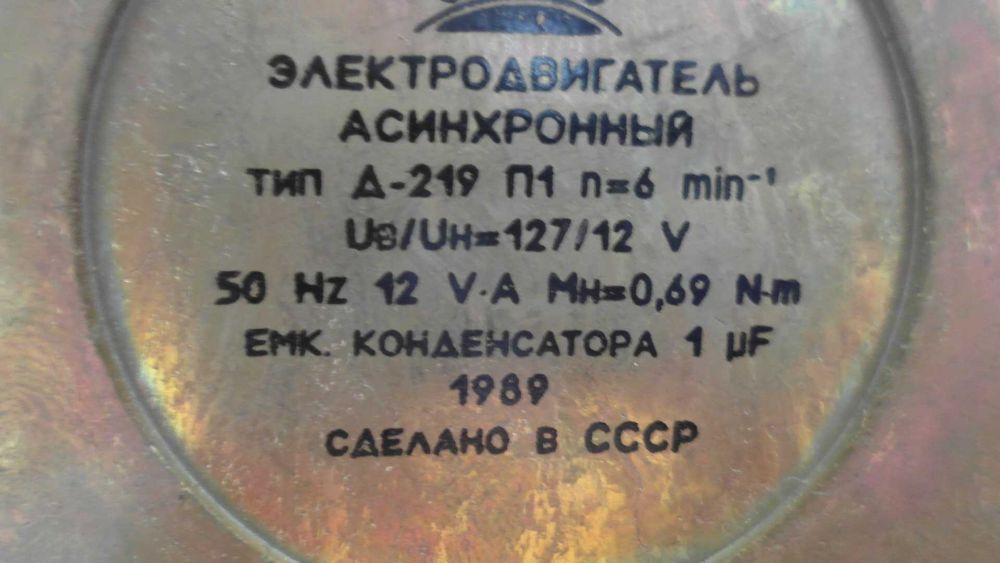 ЭЛЕКТРОДВИГАТЕЛЬ
АСИНХРОННЫЙ
ТИП Д-219 П1 n=6 min⁻¹
Uв/Uн=127/12 V
50 Hz 12 V·A Mн=0,69 N·m
ЕМК. КОНДЕНСАТОРА 1 µF
1989
СДЕЛАНО В СССР